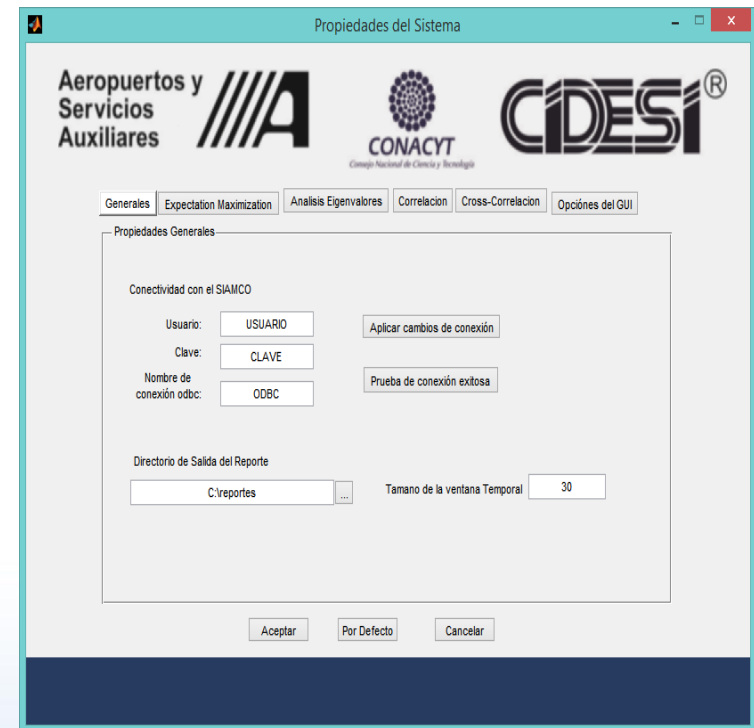 Propiedades del Sistema
Aeropuertos y
Servicios
Auxiliares
CONACYT
Consejo Nacional de Ciencia y Tecnología
CIDESI®
Generales
Expectation Maximization
Analisis Eigenvalores
Correlacion
Cross-Correlacion
Opciónes del GUI
Propiedades Generales
Conectividad con el SIAMCO
Usuario:
USUARIO
Aplicar cambios de conexión
Clave:
CLAVE
Nombre de
conexión odbc:
ODBC
Prueba de conexión exitosa
Directorio de Salida del Reporte
C:\reportes
...
Tamano de la ventana Temporal
30
Aceptar
Por Defecto
Cancelar